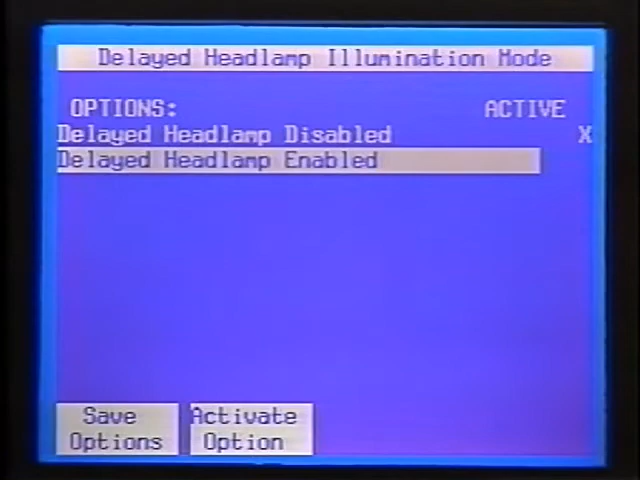 Delayed Headlamp Illumination Mode
OPTIONS: ACTIVE
Delayed Headlamp Disabled X
Delayed Headlamp Enabled
Save Options
Activate Option